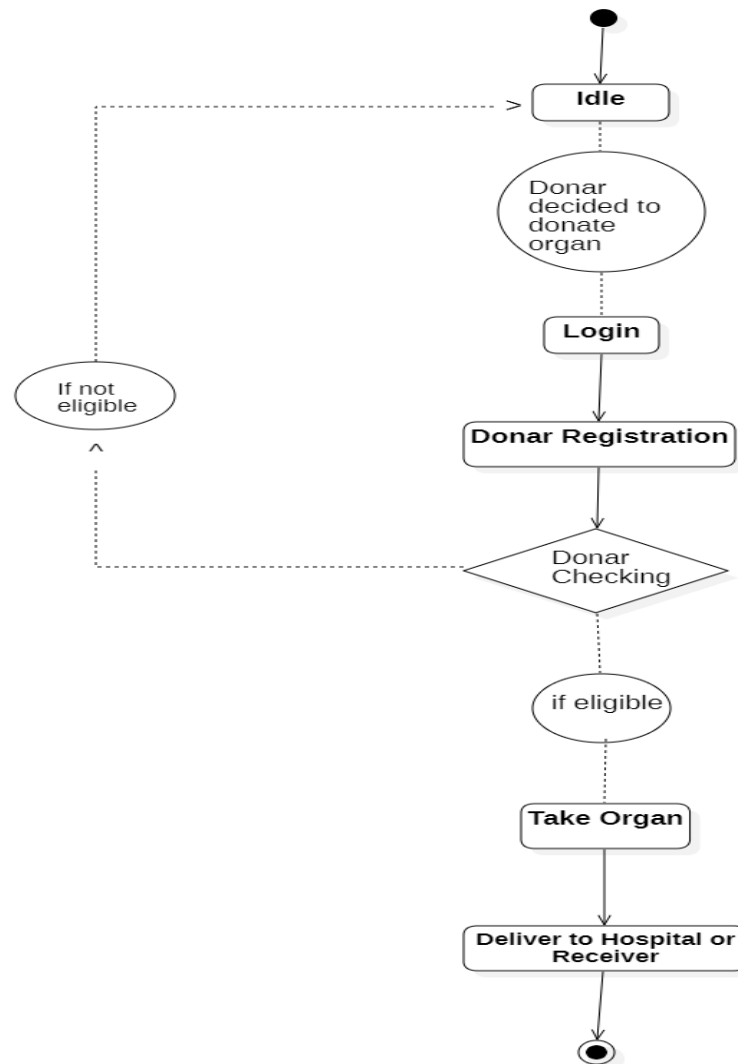 Idle
Donar
decided to
donate
organ
Login
If not
eligible
Donar Registration
Donar
Checking
if eligible
Take Organ
Deliver to Hospital or
Receiver